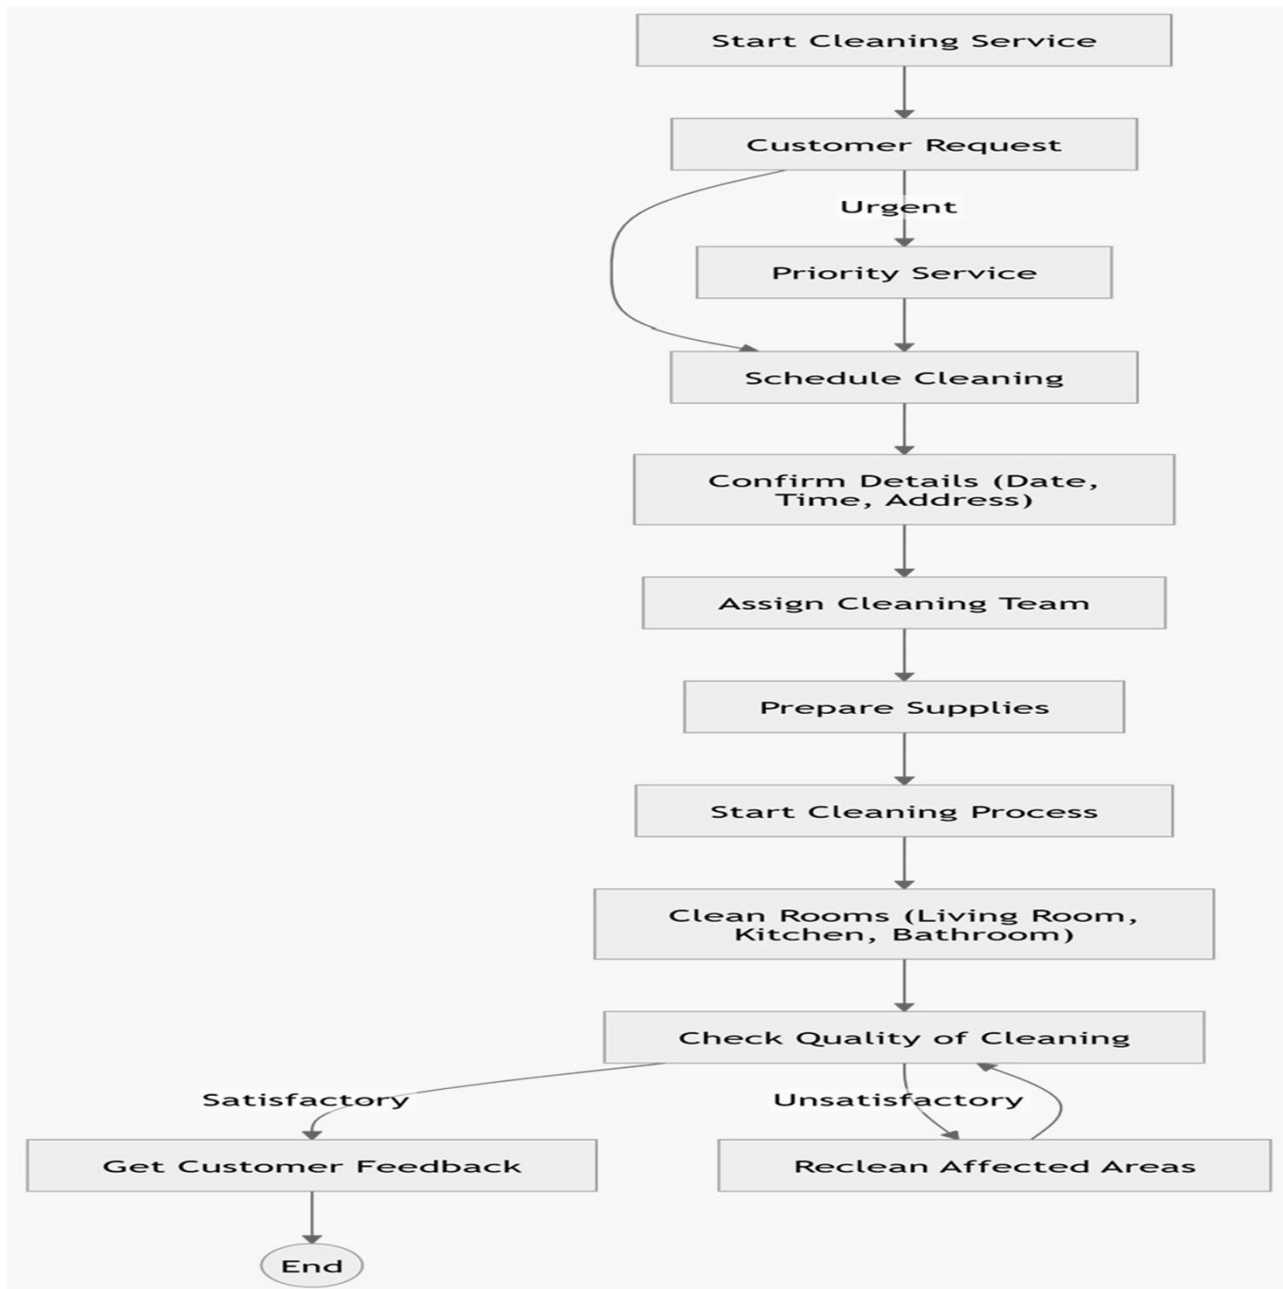 Start Cleaning Service
Customer Request
Urgent
Priority Service
Schedule Cleaning
Confirm Details (Date,
Time, Address)
Assign Cleaning Team
Prepare Supplies
Start Cleaning Process
Clean Rooms (Living Room,
Kitchen, Bathroom)
Check Quality of Cleaning
Satisfactory
Unsatisfactory
Get Customer Feedback
Reclean Affected Areas
End